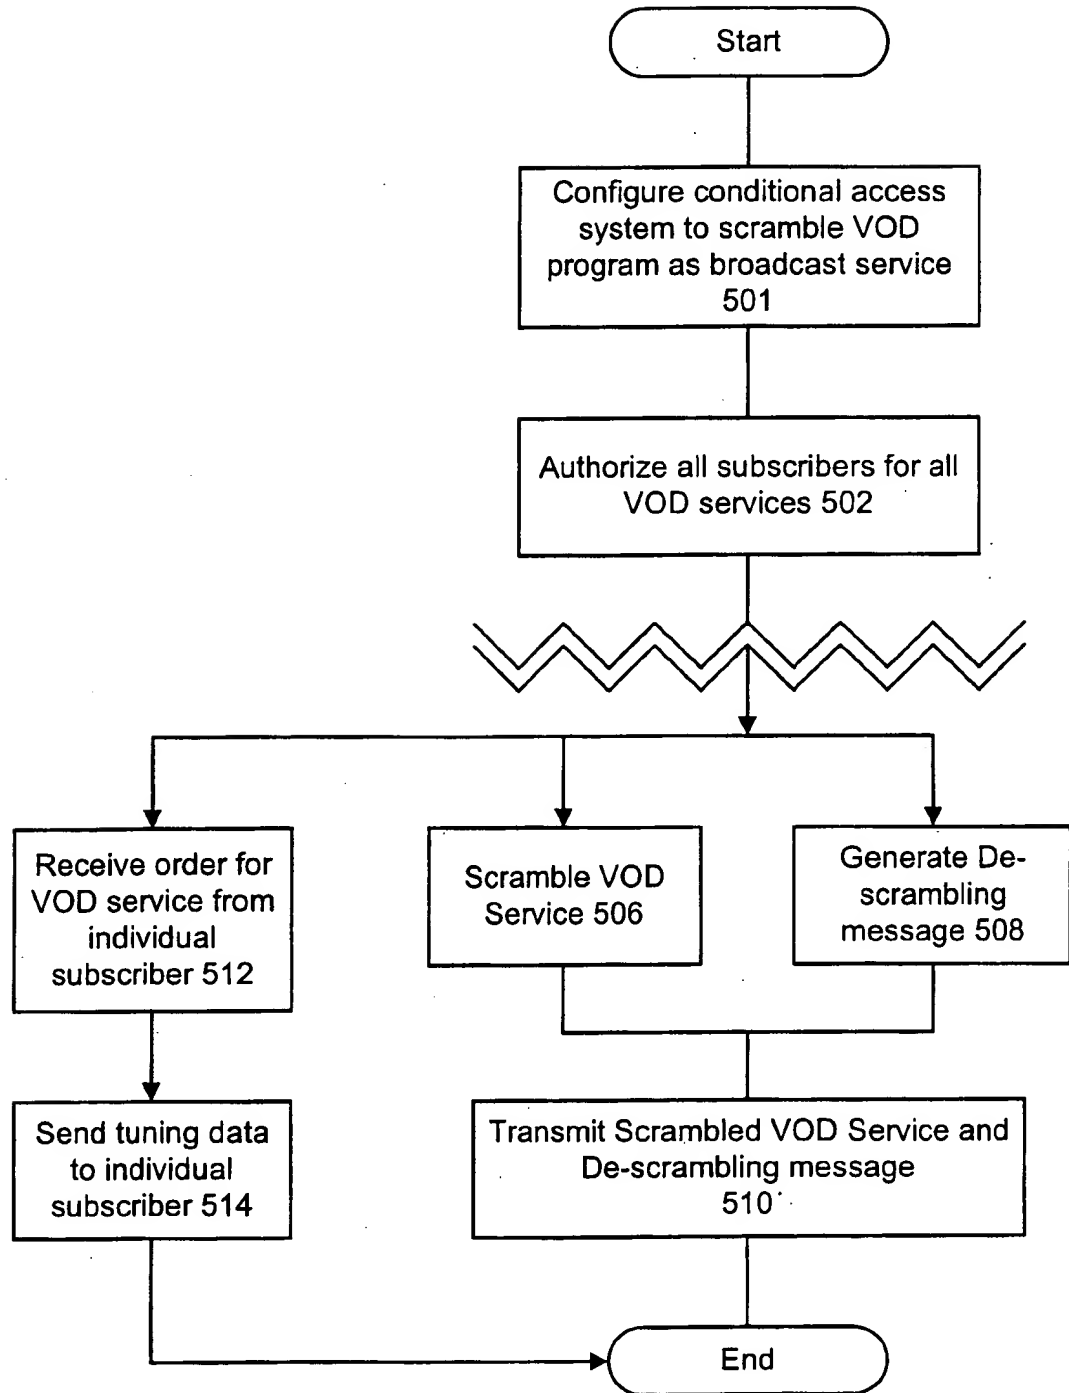 Start
Configure conditional access
system to scramble VOD
program as broadcast service
501
Authorize all subscribers for all
VOD services 502
Receive order for
VOD service from
individual
subscriber 512
Scramble VOD
Service 506
Generate De-
scrambling
message 508
Send tuning data
to individual
subscriber 514
Transmit Scrambled VOD Service and
De-scrambling message
510
End